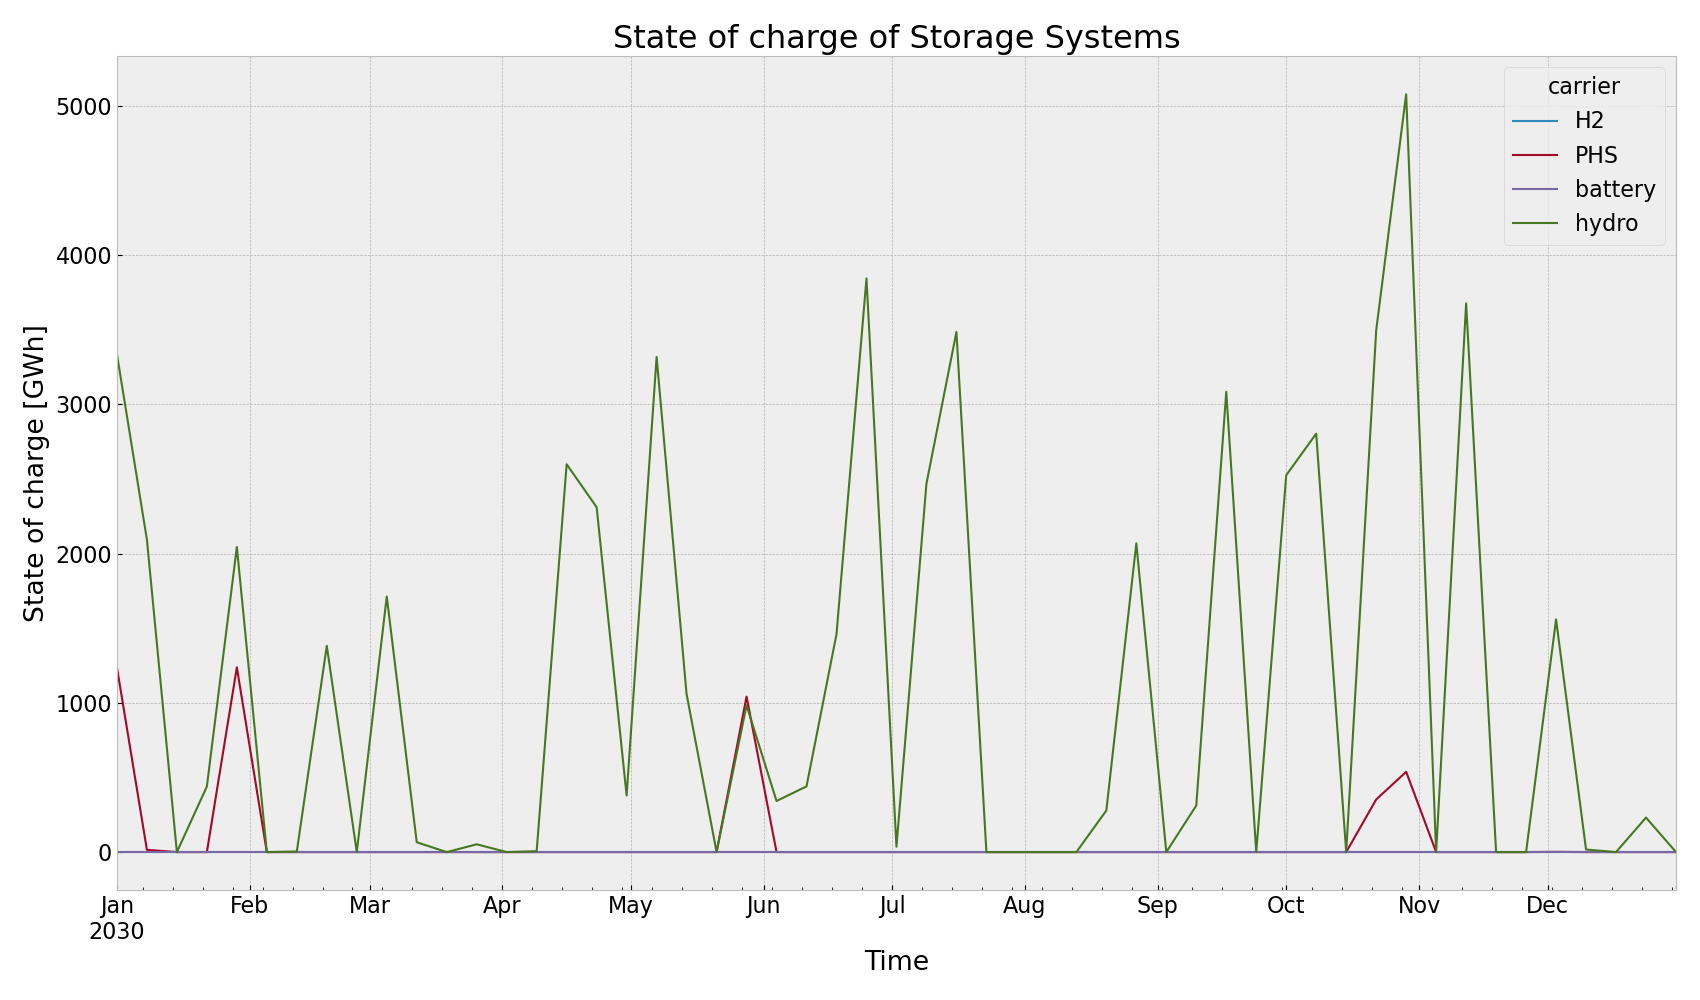 State of charge of Storage Systems
carrier
H2
PHS
battery
hydro
State of charge [GWh]
5000
4000
3000
2000
1000
0
Jan Feb Mar Apr May Jun Jul Aug Sep Oct Nov Dec
2030
Time